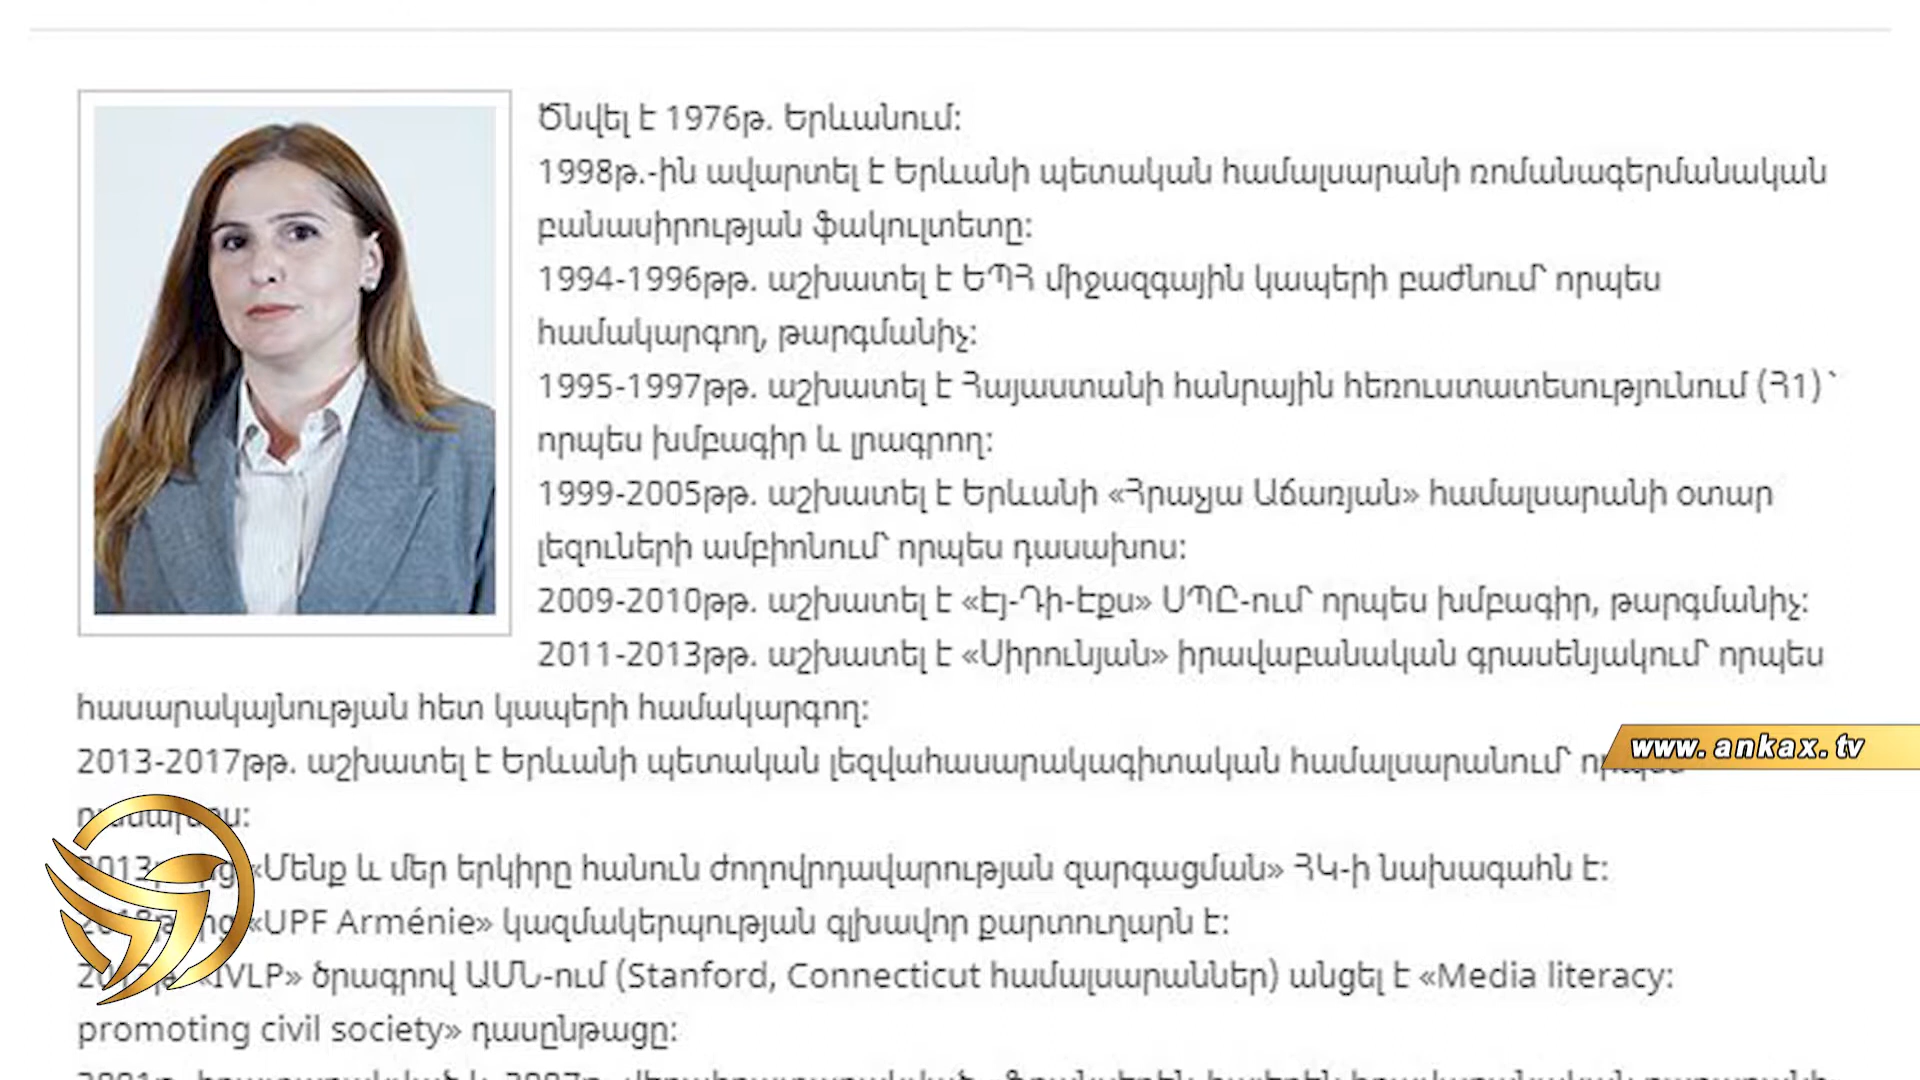 Ծնվել է 1976թ. Երևանում:
1998թ.-ին ավարտել է Երևանի պետական համալսարանի ռոմանագերմանական
բանասիրության ֆակուլտետը:
1994-1996թթ. աշխատել է ԵՊՀ միջազգային կապերի բաժնում՝ որպես
համակարգող, թարգմանիչ:
1995-1997թթ. աշխատել է Հայաստանի հանրային հեռուստատեսությունում (Հ1)`
որպես խմբագիր և լրագրող:
1999-2005թթ. աշխատել է Երևանի «Հրաչյա Աճառյան» համալսարանի օտար
լեզուների ամբիոնում՝ որպես դասախոս:
2009-2010թթ. աշխատել է «Էյ-Դի-Էքս» ՍՊԸ-ում՝ որպես խմբագիր, թարգմանիչ:
2011-2013թթ. աշխատել է «Սիրունյան» իրավաբանական գրասենյակում՝ որպես
հասարակայնության հետ կապերի համակարգող:
www.ankax.tv
2013-2017թթ. աշխատել է Երևանի պետական լեզվահասարակագիտական համալսարանում՝ որպես
դասախոս:
«Մենք և մեր երկիրը հանուն ժողովրդավարության զարգացման» ՀԿ-ի նախագահն է:
«UPF Arménie» կազմակերպության գլխավոր քարտուղարն է:
«IVLP» ծրագրով ԱՄՆ-ում (Stanford, Connecticut համալսարաններ) անցել է «Media literacy:
promoting civil society» դասընթացը: